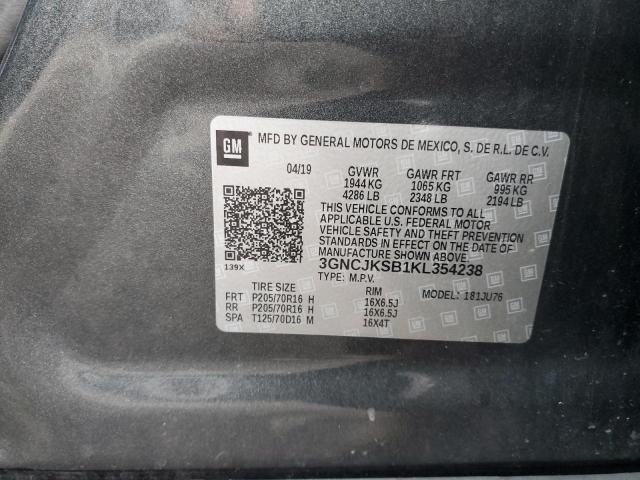 GM MFD BY GENERAL MOTORS DE MEXICO, S. DE R.L. DE C.V.
04/19 GVWR GAWR FRT GAWR RR
1944 KG 1065 KG 995 KG
4286 LB 2348 LB 2194 LB
THIS VEHICLE CONFORMS TO ALL
APPLICABLE U.S. FEDERAL MOTOR
VEHICLE SAFETY AND THEFT PREVENTION
STANDARDS IN EFFECT ON THE DATE OF
MANUFACTURE SHOWN ABOVE.
139X 3GNCJKSB1KL354238
TYPE: M.P.V.
TIRE SIZE RIM MODEL: 181JU76
FRT P205/70R16 H 16X6.5J
RR P205/70R16 H 16X6.5J
SPA T125/70D16 M 16X4T